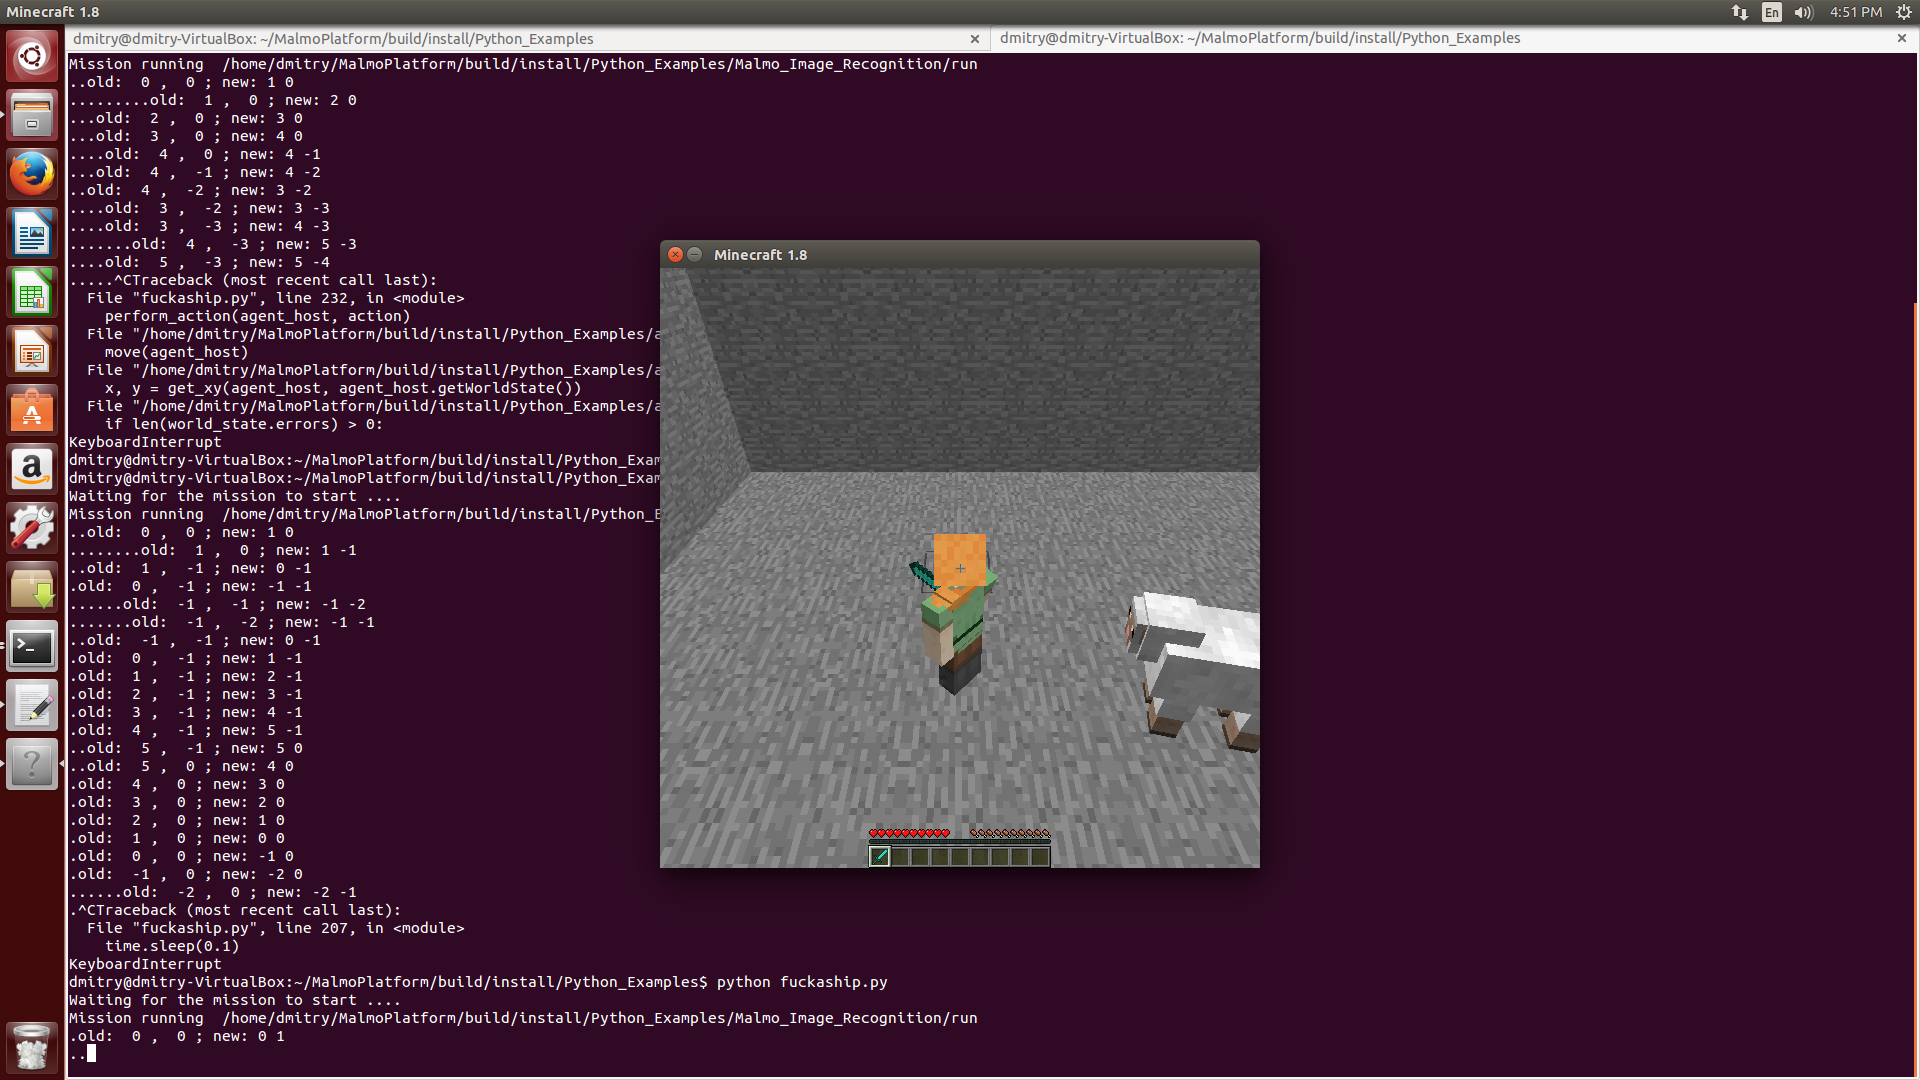 Minecraft 1.8
En
4:51 PM
dmitry@dmitry-VirtualBox: ~/MalmoPlatform/build/install/Python_Examples
dmitry@dmitry-VirtualBox: ~/MalmoPlatform/build/install/Python_Examples
Mission running  /home/dmitry/MalmoPlatform/build/install/Python_Examples/Malmo_Image_Recognition/run
..old:  0 ,  0 ; new: 1 0
.........old:  1 ,  0 ; new: 2 0
...old:  2 ,  0 ; new: 3 0
...old:  3 ,  0 ; new: 4 0
....old:  4 ,  0 ; new: 4 -1
...old:  4 ,  -1 ; new: 4 -2
..old:  4 ,  -2 ; new: 3 -2
....old:  3 ,  -2 ; new: 3 -3
....old:  3 ,  -3 ; new: 4 -3
.......old:  4 ,  -3 ; new: 5 -3
....old:  5 ,  -3 ; new: 5 -4
.....^CTraceback (most recent call last):
  File "fuckaship.py", line 232, in <module>
    perform_action(agent_host, action)
  File "/home/dmitry/MalmoPlatform/build/install/Python_Examples/a
    move(agent_host)
  File "/home/dmitry/MalmoPlatform/build/install/Python_Examples/a
    x, y = get_xy(agent_host, agent_host.getWorldState())
  File "/home/dmitry/MalmoPlatform/build/install/Python_Examples/a
    if len(world_state.errors) > 0:
KeyboardInterrupt
dmitry@dmitry-VirtualBox:~/MalmoPlatform/build/install/Python_Exam
dmitry@dmitry-VirtualBox:~/MalmoPlatform/build/install/Python_Exam
Waiting for the mission to start ....
Mission running  /home/dmitry/MalmoPlatform/build/install/Python_E
..old:  0 ,  0 ; new: 1 0
........old:  1 ,  0 ; new: 1 -1
..old:  1 ,  -1 ; new: 0 -1
.old:  0 ,  -1 ; new: -1 -1
......old:  -1 ,  -1 ; new: -1 -2
.......old:  -1 ,  -2 ; new: -1 -1
..old:  -1 ,  -1 ; new: 0 -1
.old:  0 ,  -1 ; new: 1 -1
.old:  1 ,  -1 ; new: 2 -1
.old:  2 ,  -1 ; new: 3 -1
.old:  3 ,  -1 ; new: 4 -1
.old:  4 ,  -1 ; new: 5 -1
..old:  5 ,  -1 ; new: 5 0
..old:  5 ,  0 ; new: 4 0
.old:  4 ,  0 ; new: 3 0
.old:  3 ,  0 ; new: 2 0
.old:  2 ,  0 ; new: 1 0
.old:  1 ,  0 ; new: 0 0
.old:  0 ,  0 ; new: -1 0
.old:  -1 ,  0 ; new: -2 0
......old:  -2 ,  0 ; new: -2 -1
.^CTraceback (most recent call last):
  File "fuckaship.py", line 207, in <module>
    time.sleep(0.1)
KeyboardInterrupt
dmitry@dmitry-VirtualBox:~/MalmoPlatform/build/install/Python_Examples$ python fuckaship.py
Waiting for the mission to start ....
Mission running  /home/dmitry/MalmoPlatform/build/install/Python_Examples/Malmo_Image_Recognition/run
.old:  0 ,  0 ; new: 0 1
..
Minecraft 1.8